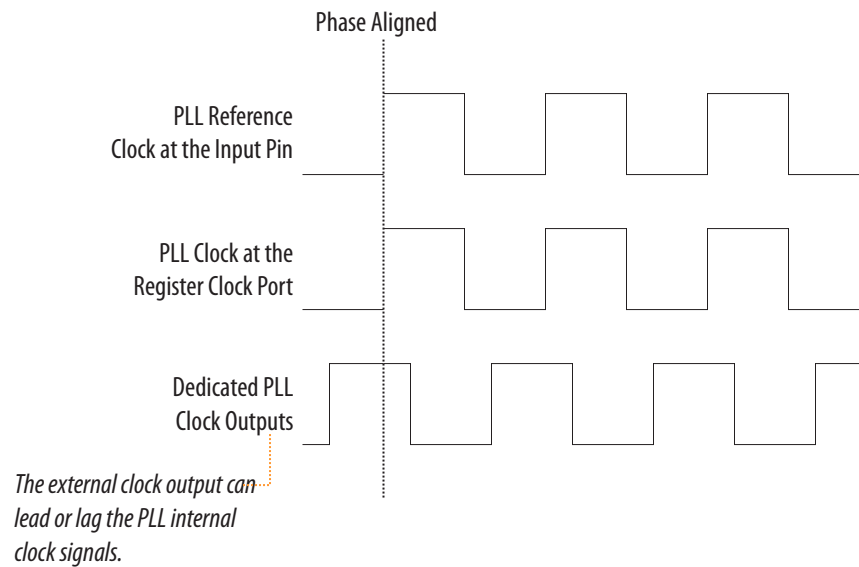 Phase Aligned
PLL Reference
Clock at the Input Pin
PLL Clock at the
Register Clock Port
Dedicated PLL
Clock Outputs
The external clock output can
lead or lag the PLL internal
clock signals.